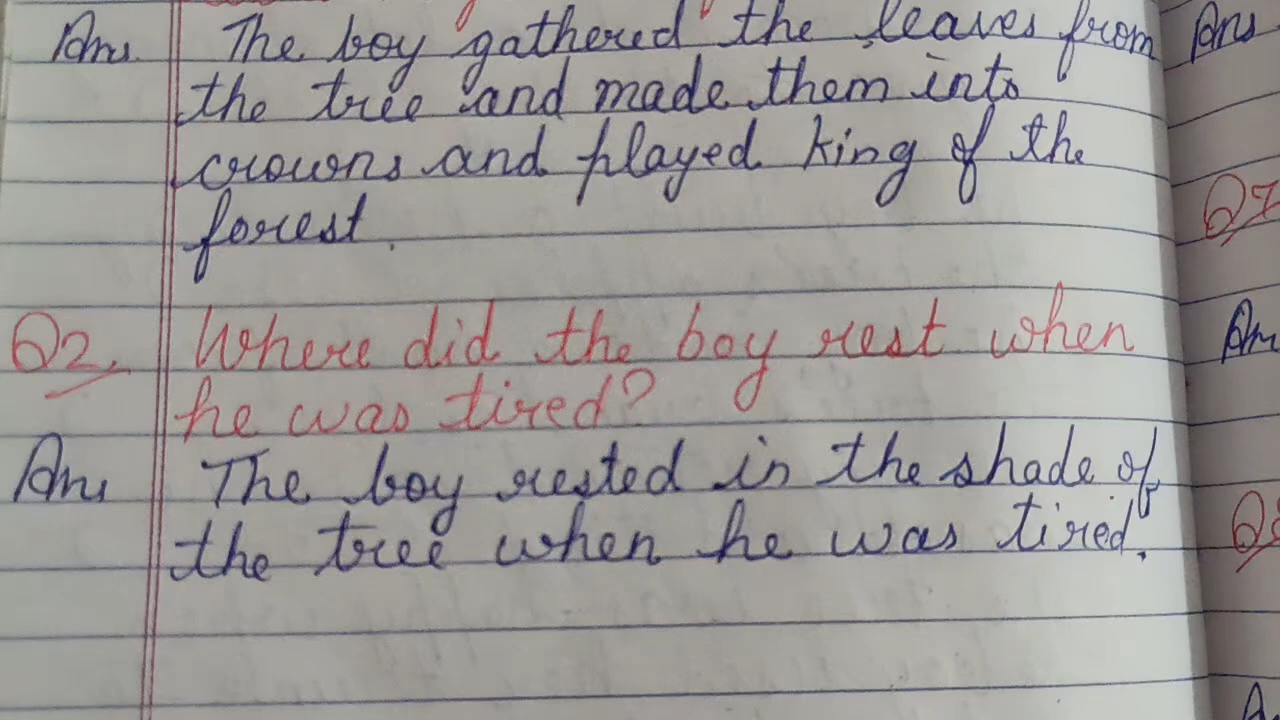 Ans. The boy gathered the leaves from
the tree and made them into
crowns and played king of the
forest.
Q2. Where did the boy rest when
he was tired?
Ans The boy rested in the shade of
the tree when he was tired.
Ans
Q7